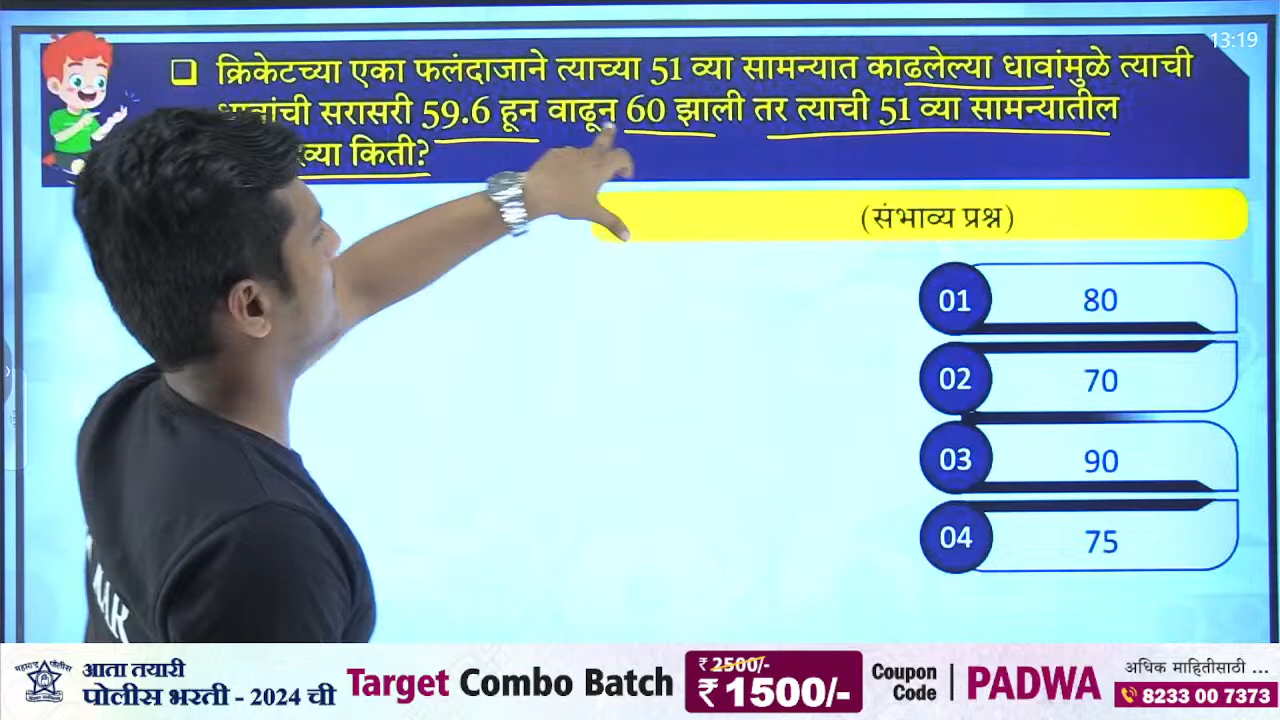 13:19
❑ क्रिकेटच्या एका फलंदाजाने त्याच्या 51 व्या सामन्यात काढलेल्या धावांमुळे त्याची
सरासरी 59.6 हून वाढून 60 झाली तर त्याची 51 व्या सामन्यातील
किती?
(संभाव्य प्रश्न)
01 80
02 70
03 90
04 75
महाराष्ट्र पोलीस
आता तयारी
पोलीस भरती - 2024 ची
Target Combo Batch
₹ 2500/-
₹ 1500/-
Coupon
Code
PADWA
अधिक माहितीसाठी ...
8233 00 7373